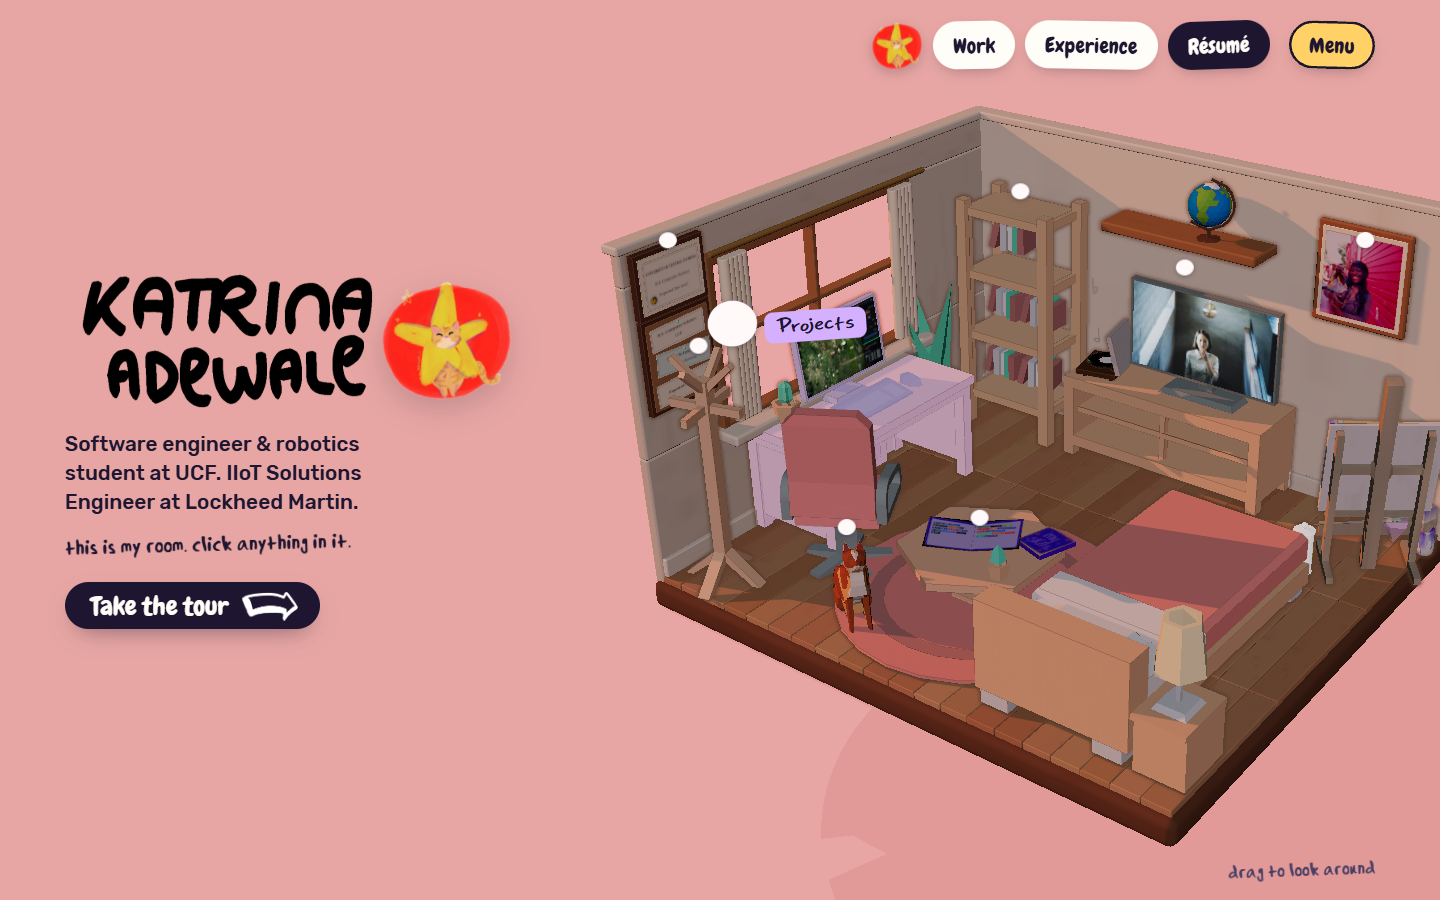 Work
Experience
Résumé
Menu
KATRINA
ADEWALE
Software engineer & robotics
student at UCF. IIoT Solutions
Engineer at Lockheed Martin.
this is my room. click anything in it.
Take the tour
Projects
drag to look around